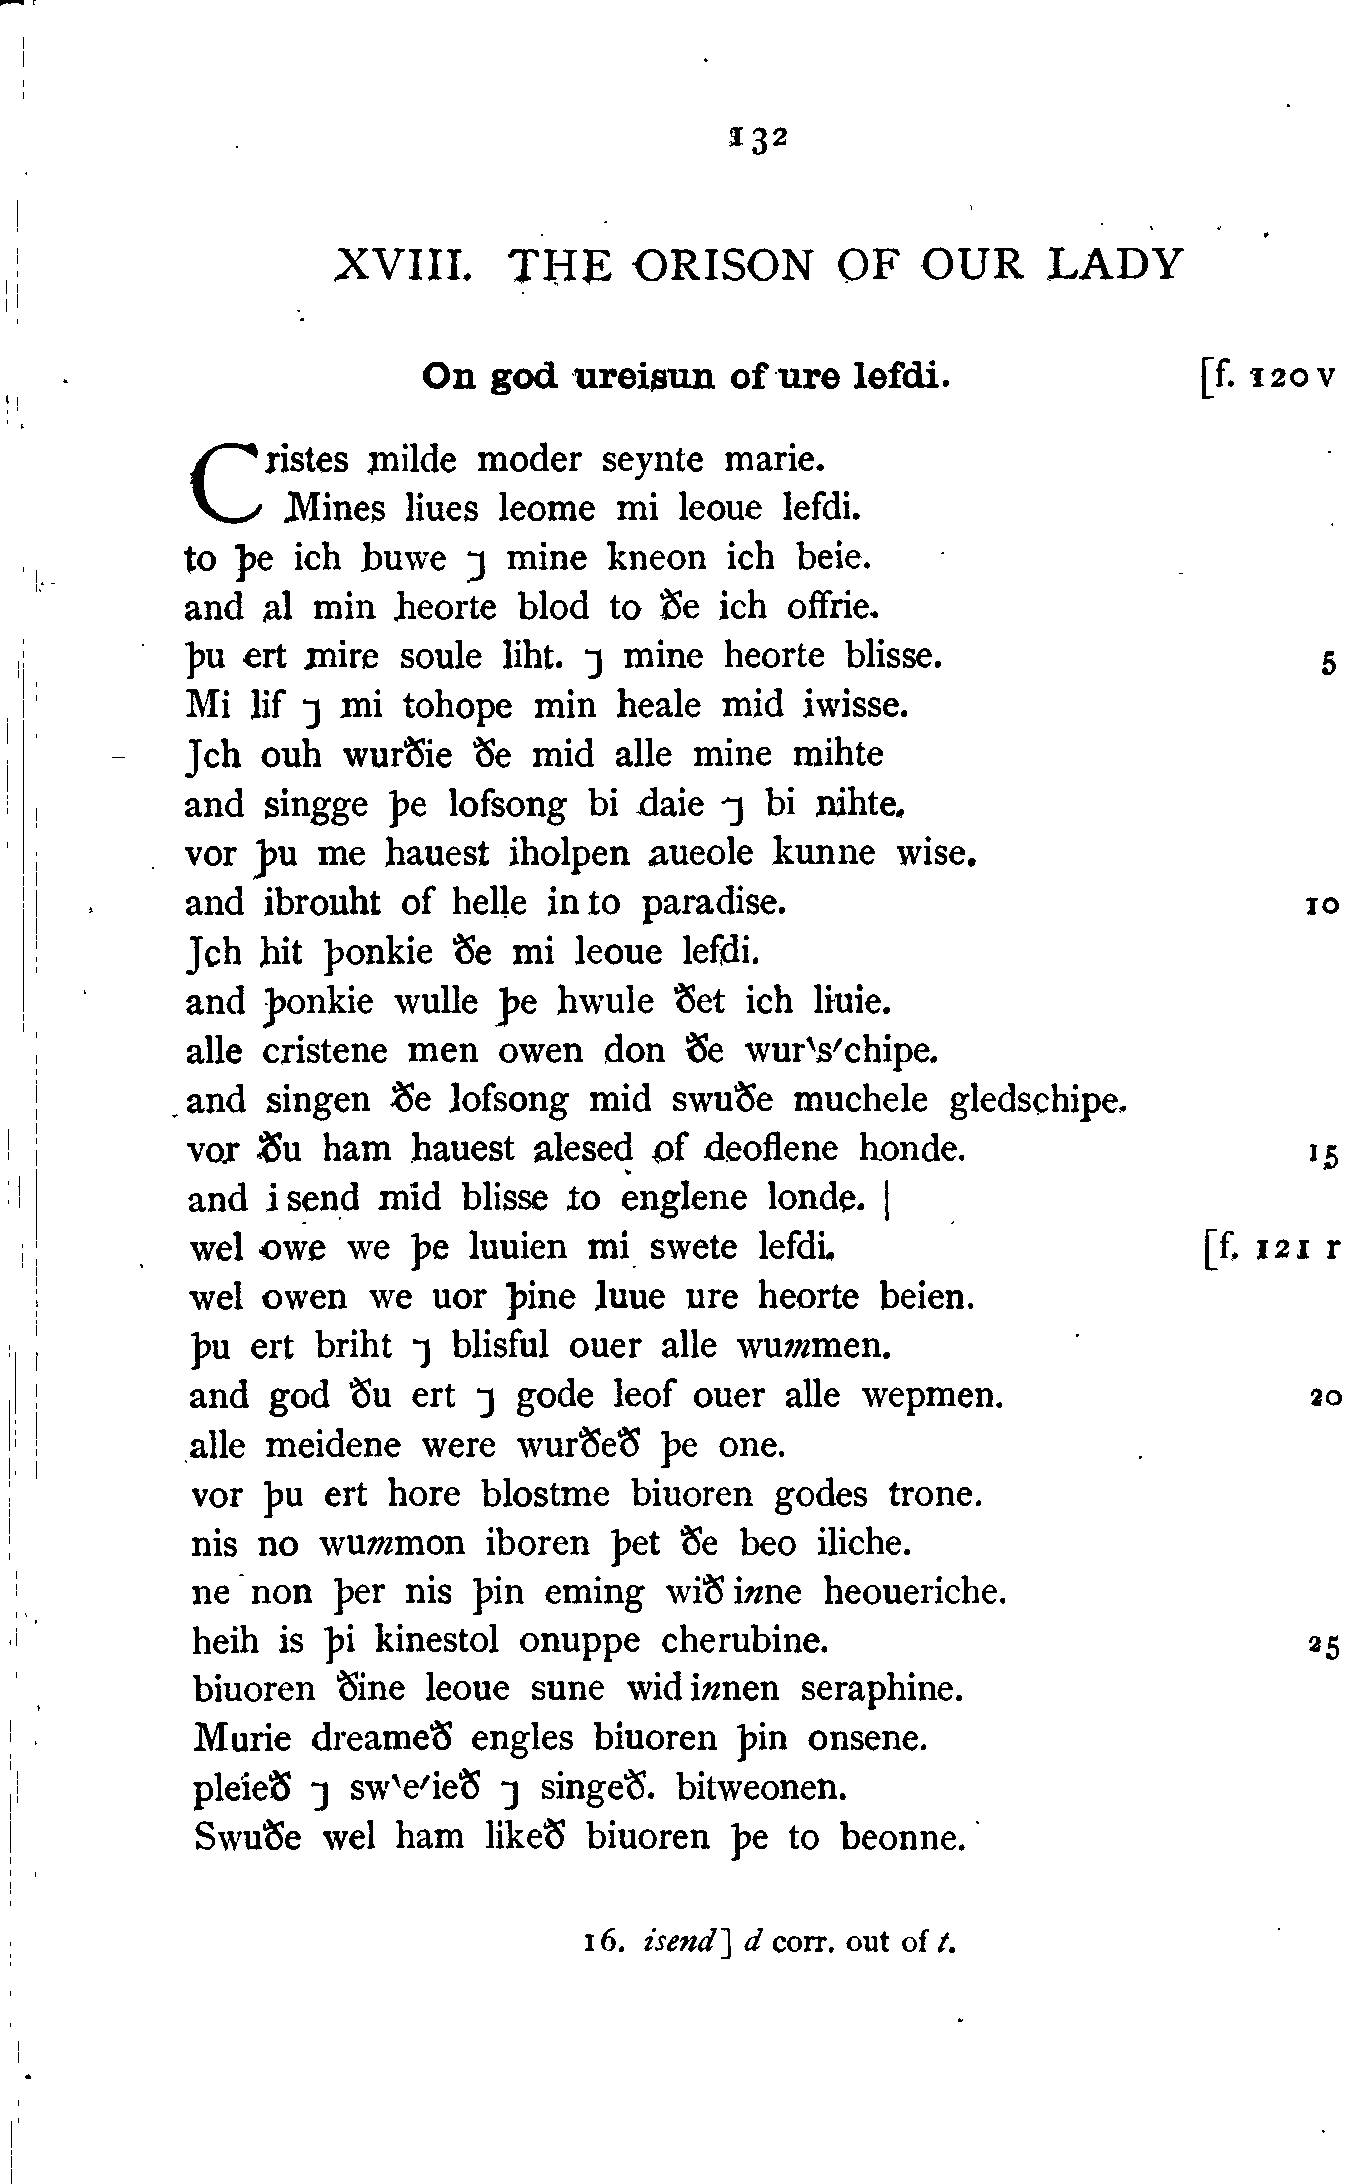 132
XVIII. THE ORISON OF OUR LADY
On god ureisun of ure lefdi. [f. 120 v
Cristes milde moder seynte marie.
Mines liues leome mi leoue lefdi.
to þe ich buwe ⁊ mine kneon ich beie.
and al min heorte blod to ðe ich offrie.
þu ert mire soule liht. ⁊ mine heorte blisse. 5
Mi lif ⁊ mi tohope min heale mid iwisse.
Jch ouh wurðie ðe mid alle mine mihte
and singge þe lofsong bi daie ⁊ bi nihte.
vor þu me hauest iholpen aueole kunne wise.
and ibrouht of helle in to paradise. 10
Jch hit þonkie ðe mi leoue lefdi.
and þonkie wulle þe hwule ðet ich liuie.
alle cristene men owen don ðe wur‵s′chipe.
and singen ðe lofsong mid swuðe muchele gledschipe.
vor ðu ham hauest alesed of deoflene honde. 15
and i send mid blisse to englene londe. |
wel owe we þe luuien mi swete lefdi. [f. 121 r
wel owen we uor þine luue ure heorte beien.
þu ert briht ⁊ blisful ouer alle wummen.
and god ðu ert ⁊ gode leof ouer alle wepmen. 20
alle meidene were wurðeð þe one.
vor þu ert hore blostme biuoren godes trone.
nis no wummon iboren þet ðe beo iliche.
ne non þer nis þin eming wið inne heoueriche.
heih is þi kinestol onuppe cherubine. 25
biuoren ðine leoue sune wid innen seraphine.
Murie dreameð engles biuoren þin onsene.
pleieð ⁊ sw‵e′ieð ⁊ singeð. bitweonen.
Swuðe wel ham likeð biuoren þe to beonne.
16. isend] d corr. out of t.